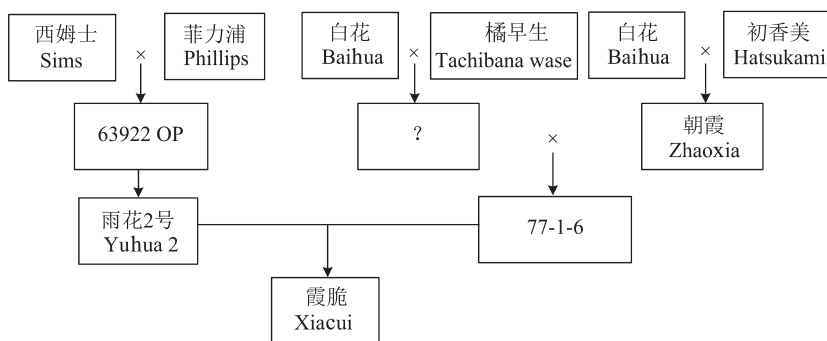 西姆士
Sims
×
菲力浦
Phillips
白花
Baihua
×
橘早生
Tachibana wase
白花
Baihua
×
初香美
Hatsukami
63922 OP
?
×
朝霞
Zhaoxia
雨花2号
Yuhua 2
77-1-6
霞脆
Xiacui